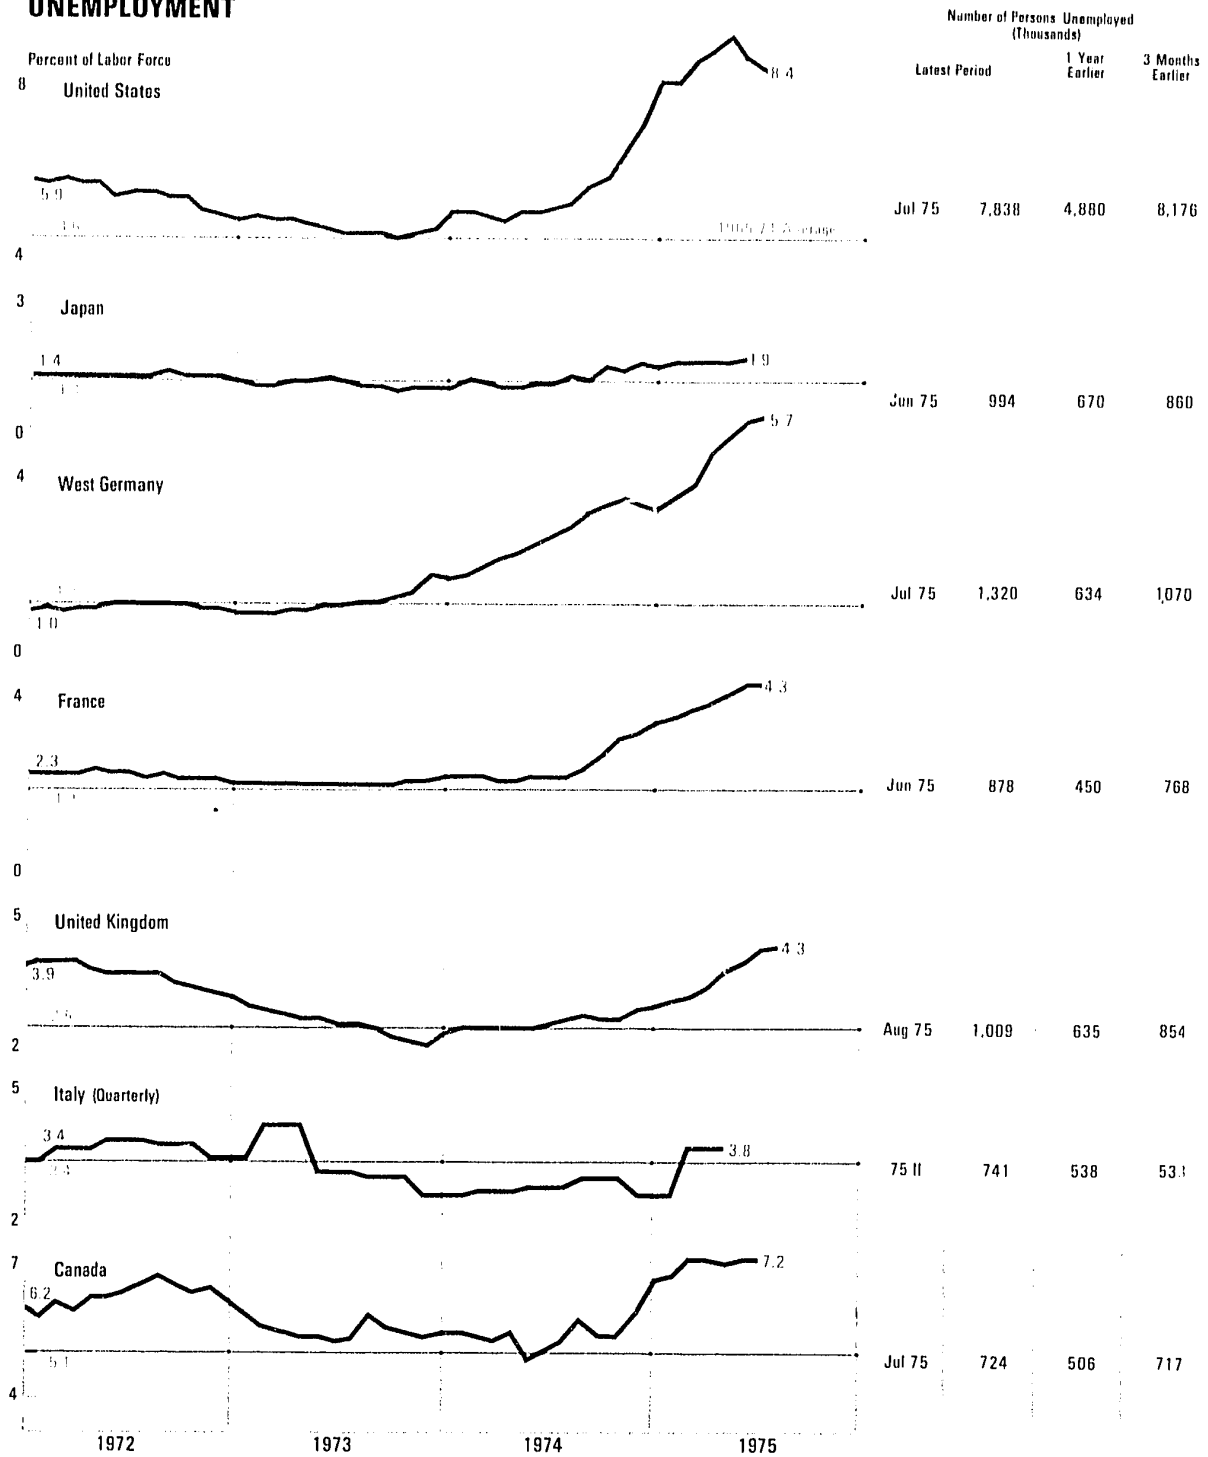 UNEMPLOYMENT
Number of Persons Unemployed
(Thousands)
Percent of Labor Force
Latest Period
1 Year
Earlier
3 Months
Earlier
8
United States
8.4
5.9
Jul 75 7,838 4,880 8,176
4
3
Japan
1.4
1.9
Jun 75 994 670 860
0
5.7
4
West Germany
1.0
Jul 75 1,320 634 1,070
0
4
France
4.3
2.3
Jun 75 878 450 768
0
5
United Kingdom
4.3
3.9
Aug 75 1,009 635 854
2
5
Italy (Quarterly)
3.4
3.4
3.8
75 II 741 538
2
7
Canada
7.2
6.2
5.1
Jul 75 724 506 717
4
1972 1973 1974 1975